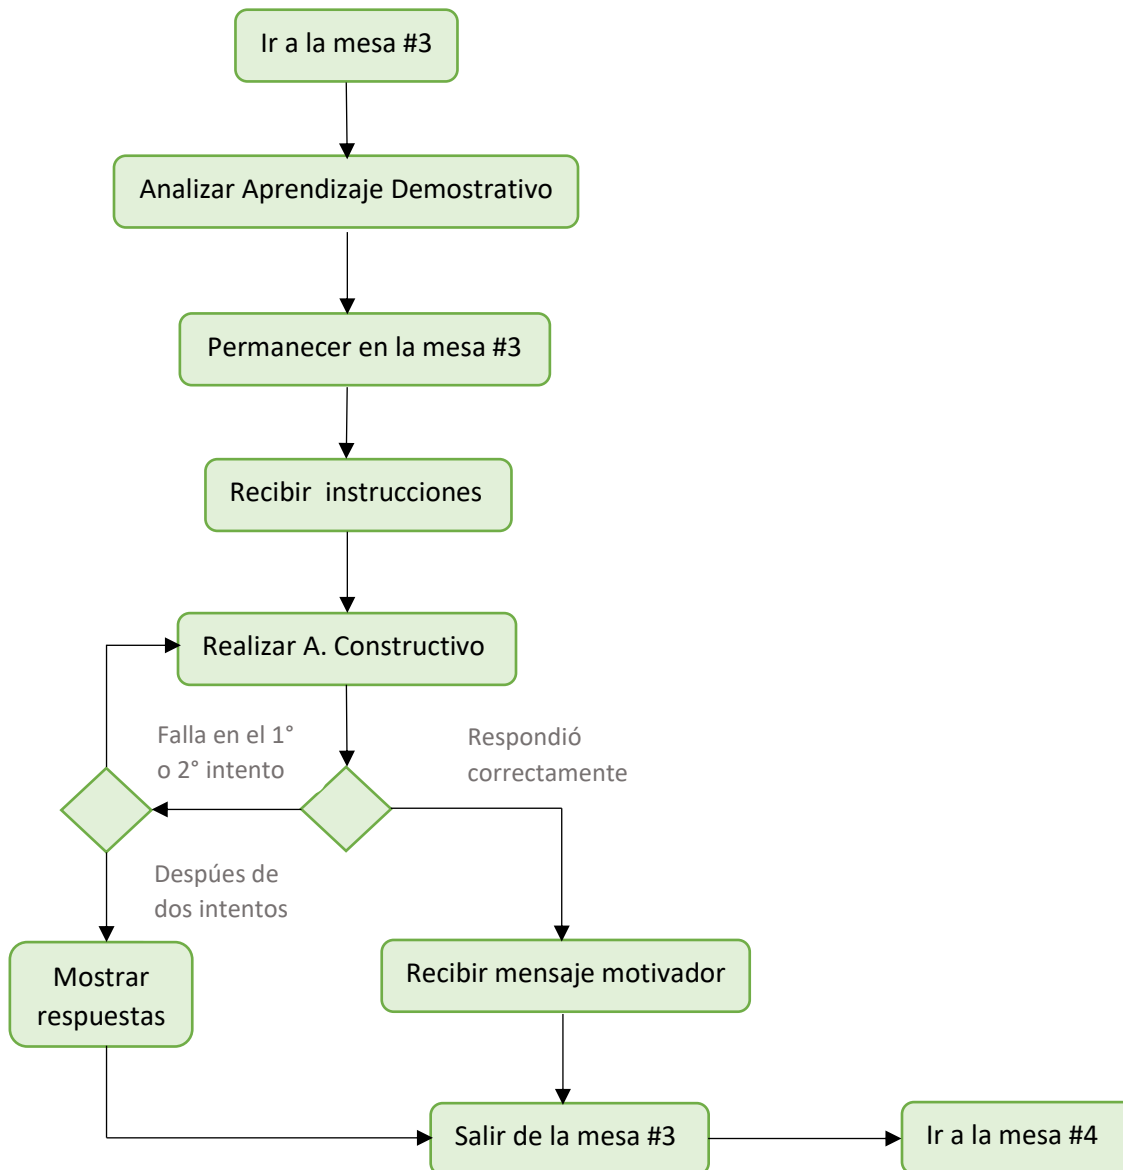 Ir a la mesa #3
Analizar Aprendizaje Demostrativo
Permanecer en la mesa #3
Recibir  instrucciones
Realizar A. Constructivo
Falla en el 1°
o 2° intento
Respondió
correctamente
Despúes de
dos intentos
Mostrar
respuestas
Recibir mensaje motivador
Salir de la mesa #3
Ir a la mesa #4